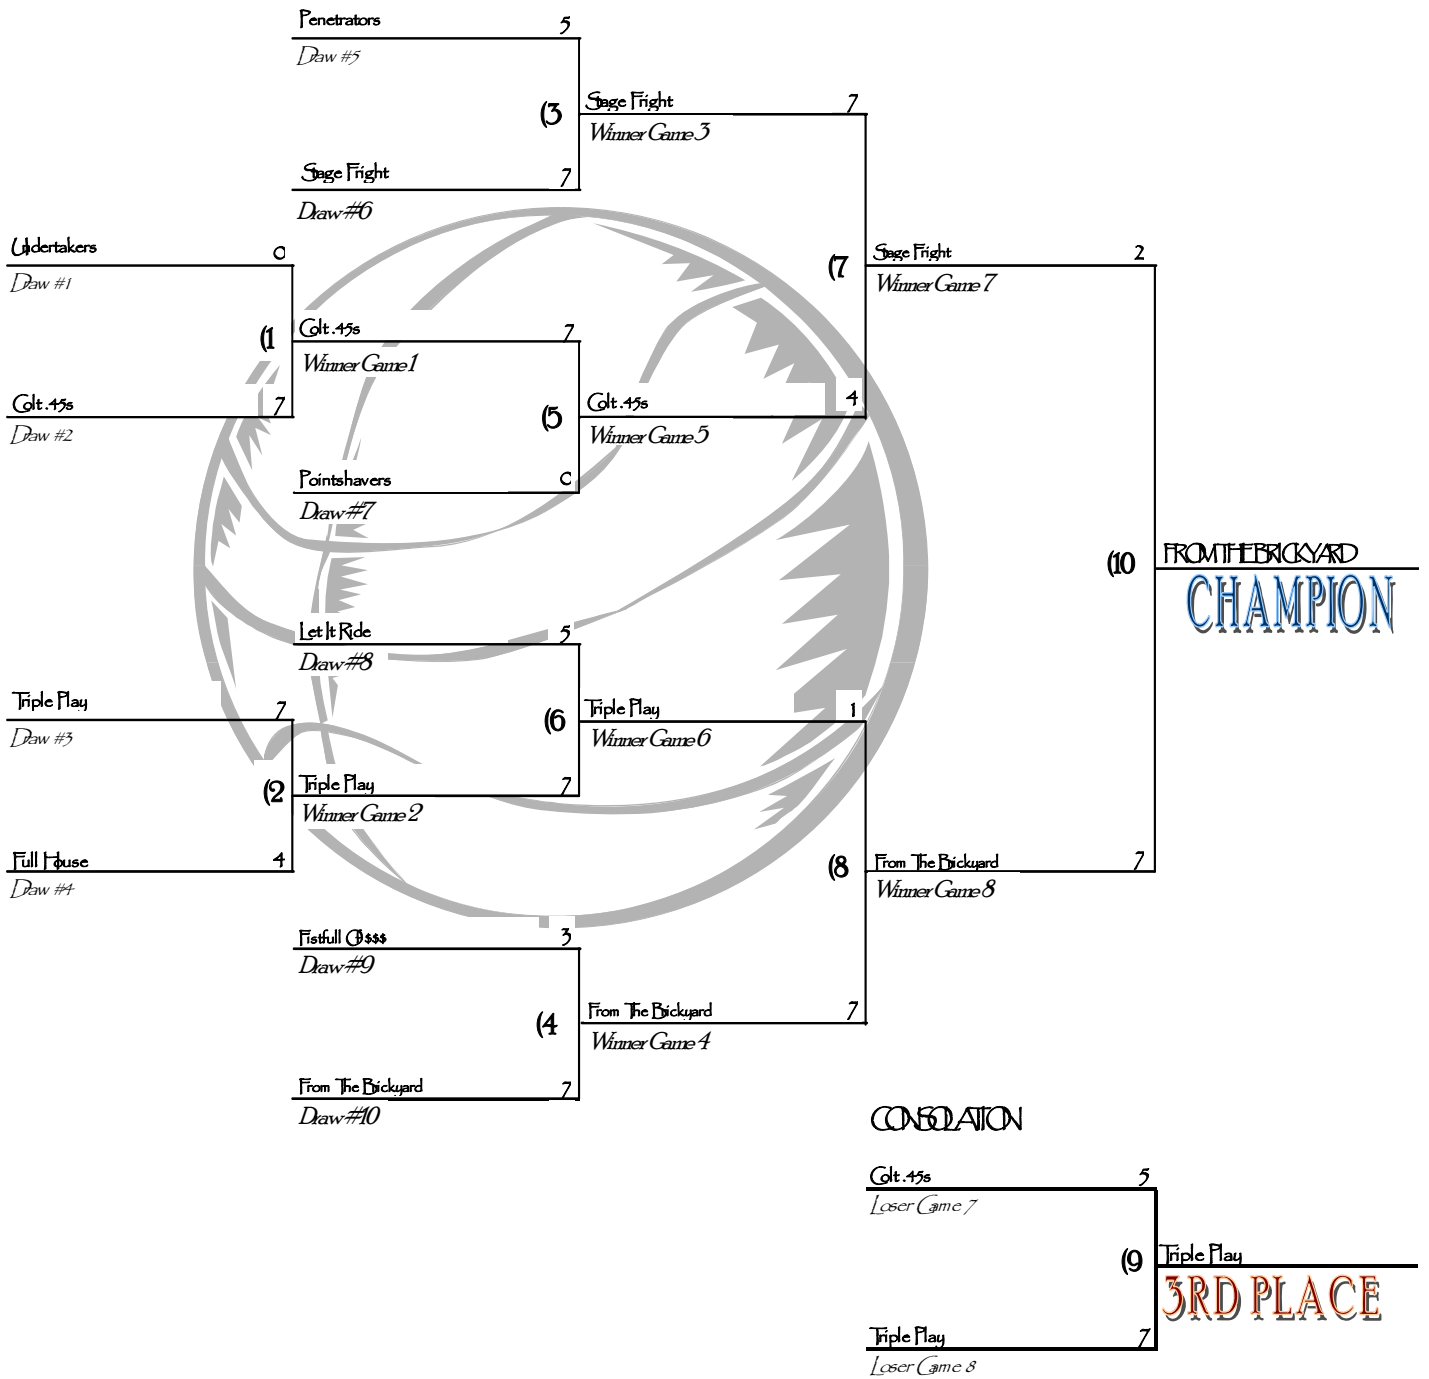 Penetrators 5
Draw #5
(3
Stage Fright 7
Winner Game 3
Stage Fright 7
Draw #6
Undertakers 0
Draw #1
(1
Colt .45s 7
Winner Game 1
Colt .45s 7
Draw #2
(5
Colt .45s 4
Winner Game 5
Pointshavers 0
Draw #7
(7
Stage Fright 2
Winner Game 7
Let It Ride 5
Draw #8
Triple Play 7
Draw #3
(2
Triple Play 7
Winner Game 2
Full House 4
Draw #4
(6
Triple Play 1
Winner Game 6
(8
From The Brickyard 7
Winner Game 8
Fistfull Of $$$ 3
Draw #9
(4
From The Brickyard 7
Winner Game 4
From The Brickyard 7
Draw #10
(10
FROM THE BRICKYARD
CHAMPION
CONSOLATION
Colt .45s 5
Loser Game 7
(9
Triple Play
3RD PLACE
Triple Play 7
Loser Game 8